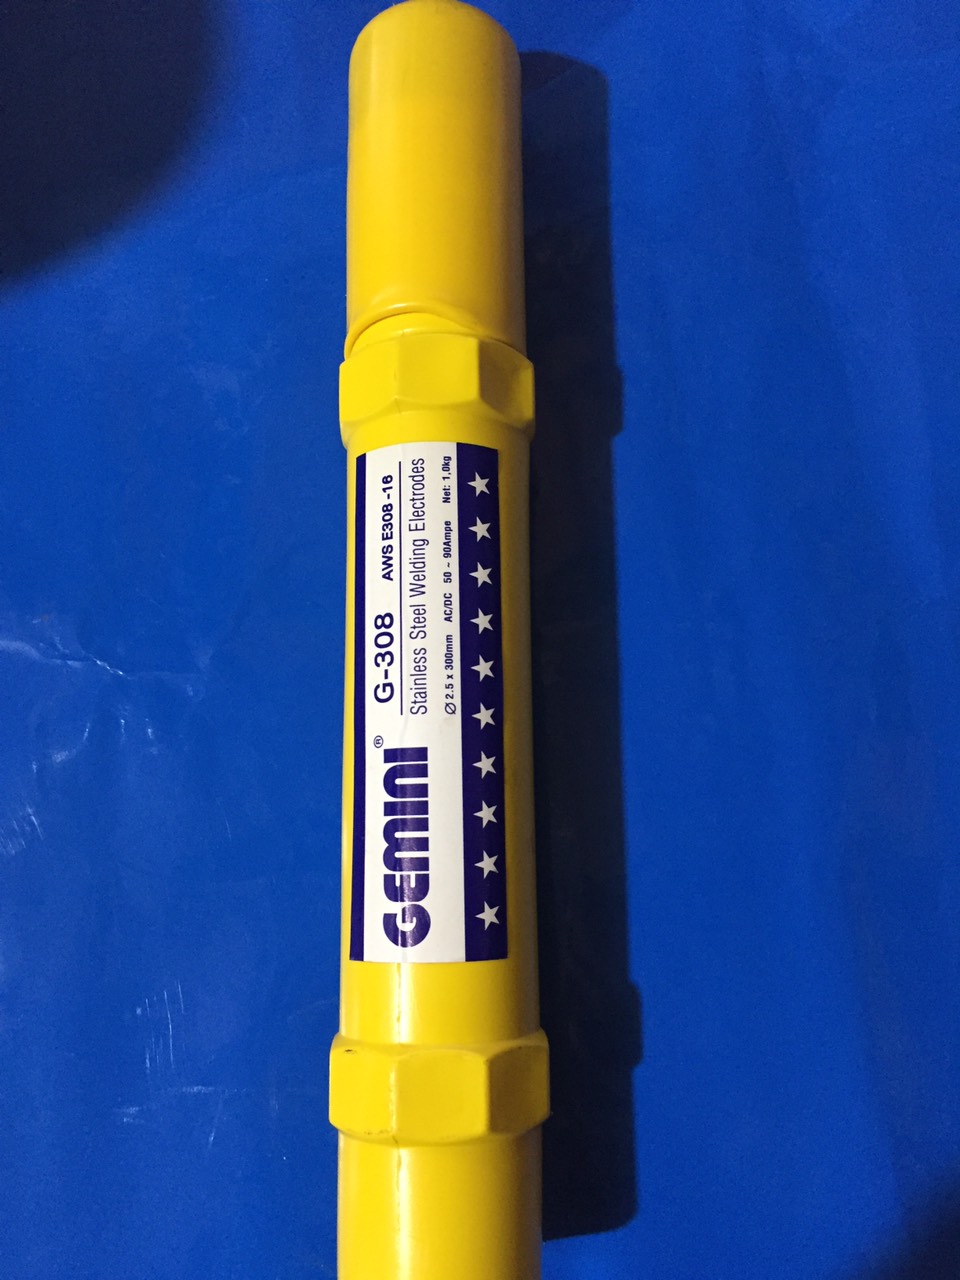 GEMINI®
G-308 AWS E308-16
Stainless Steel Welding Electrodes
Ø 2.5 x 300mm AC/DC 50 - 90Ampe Net: 1,0kg